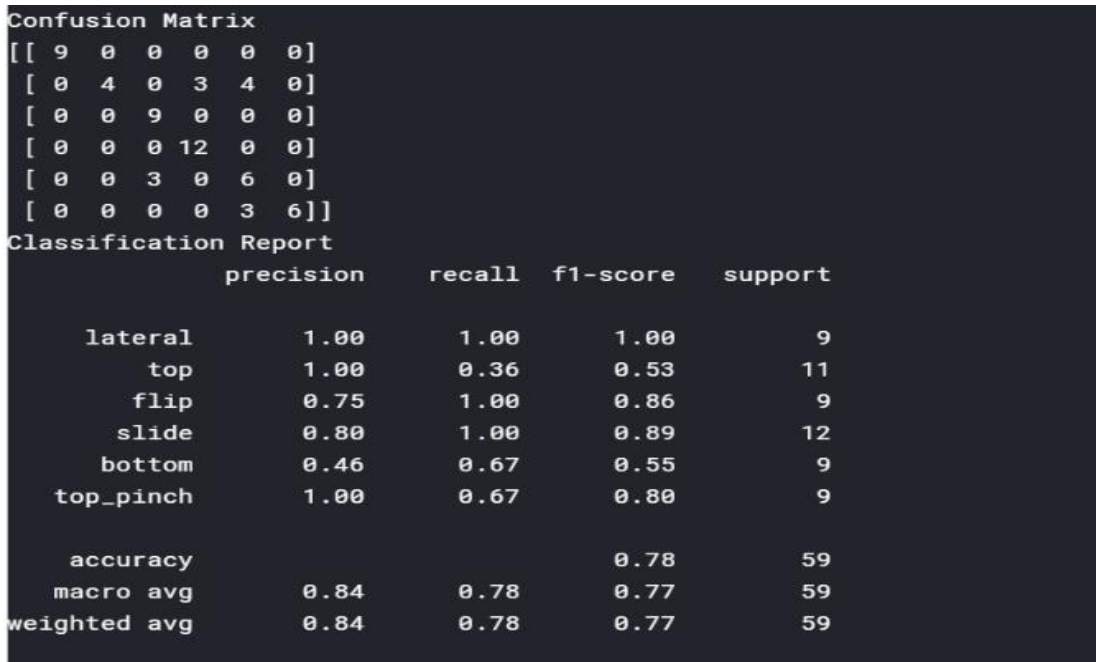 Confusion Matrix
[[ 9 0 0 0 0 0]
[ 0 4 0 3 4 0]
[ 0 0 9 0 0 0]
[ 0 0 0 12 0 0]
[ 0 0 3 0 6 0]
[ 0 0 0 0 3 6]]
Classification Report
precision recall f1-score support
lateral 1.00 1.00 1.00 9
top 1.00 0.36 0.53 11
flip 0.75 1.00 0.86 9
slide 0.80 1.00 0.89 12
bottom 0.46 0.67 0.55 9
top_pinch 1.00 0.67 0.80 9
accuracy 0.78 59
macro avg 0.84 0.78 0.77 59
weighted avg 0.84 0.78 0.77 59